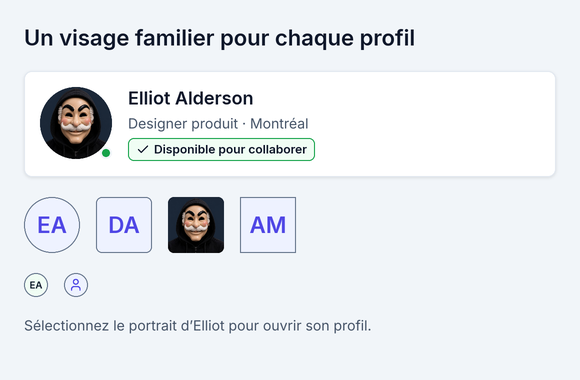 Un visage familier pour chaque profil
Elliot Alderson
Designer produit · Montréal
Disponible pour collaborer
EA
DA
AM
EA
Sélectionnez le portrait d’Elliot pour ouvrir son profil.